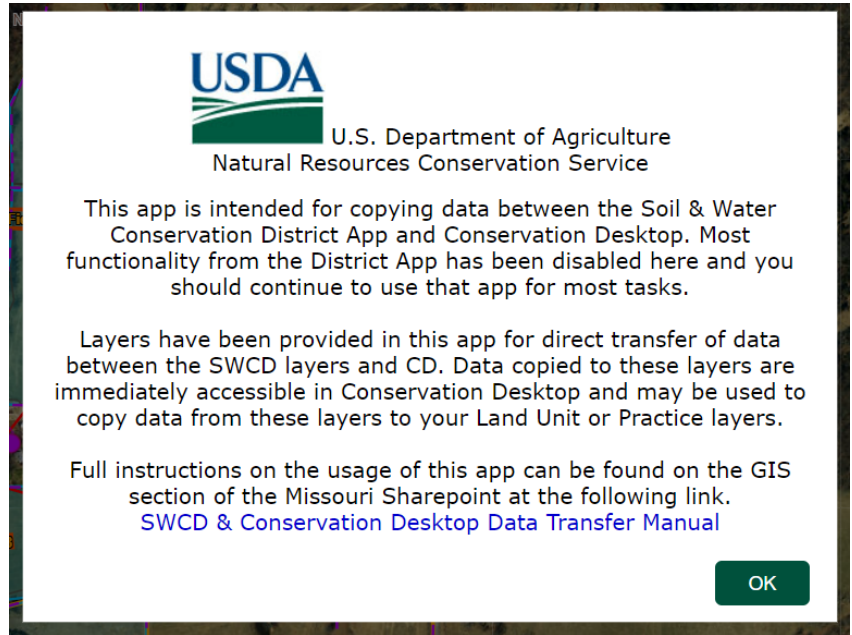 USDA
U.S. Department of Agriculture
Natural Resources Conservation Service
This app is intended for copying data between the Soil & Water
Conservation District App and Conservation Desktop. Most
functionality from the District App has been disabled here and you
should continue to use that app for most tasks.
Layers have been provided in this app for direct transfer of data
between the SWCD layers and CD. Data copied to these layers are
immediately accessible in Conservation Desktop and may be used to
copy data from these layers to your Land Unit or Practice layers.
Full instructions on the usage of this app can be found on the GIS
section of the Missouri Sharepoint at the following link.
SWCD & Conservation Desktop Data Transfer Manual
OK